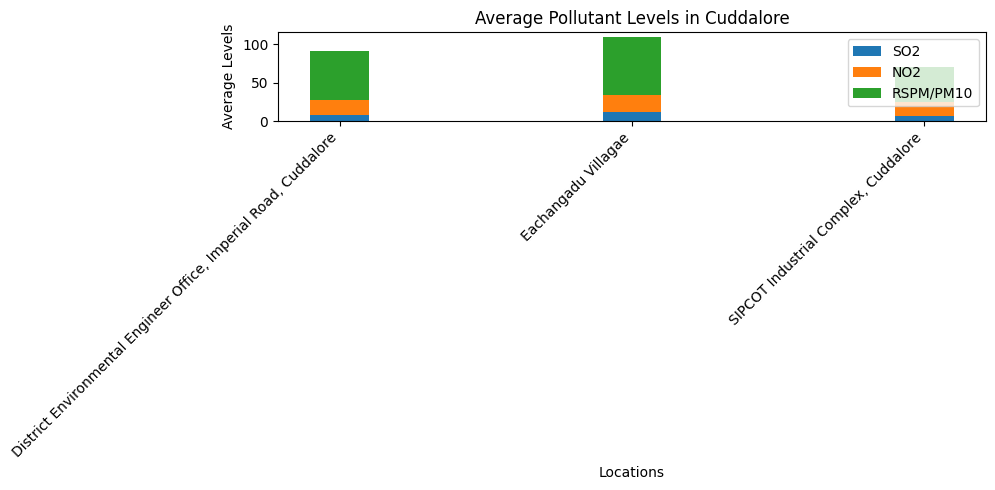 Average Pollutant Levels in Cuddalore
Average Levels
100
50
0
SO2
NO2
RSPM/PM10
District Environmental Engineer Office, Imperial Road, Cuddalore
Eachangadu Villagae
SIPCOT Industrial Complex, Cuddalore
Locations